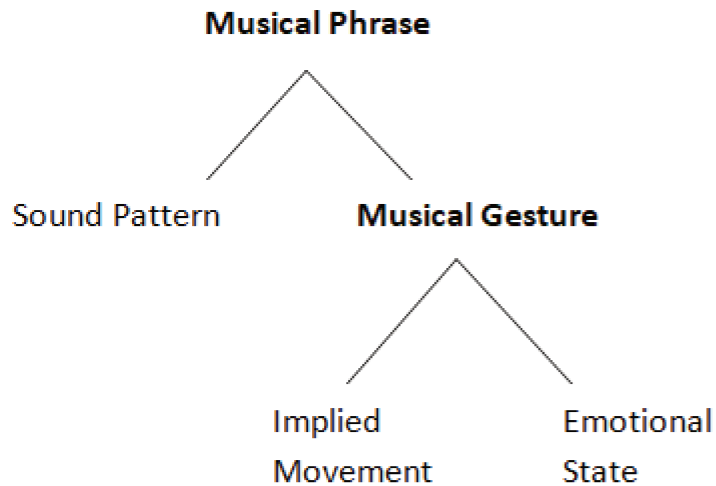 Musical Phrase
Sound Pattern
Musical Gesture
Implied
Movement
Emotional
State